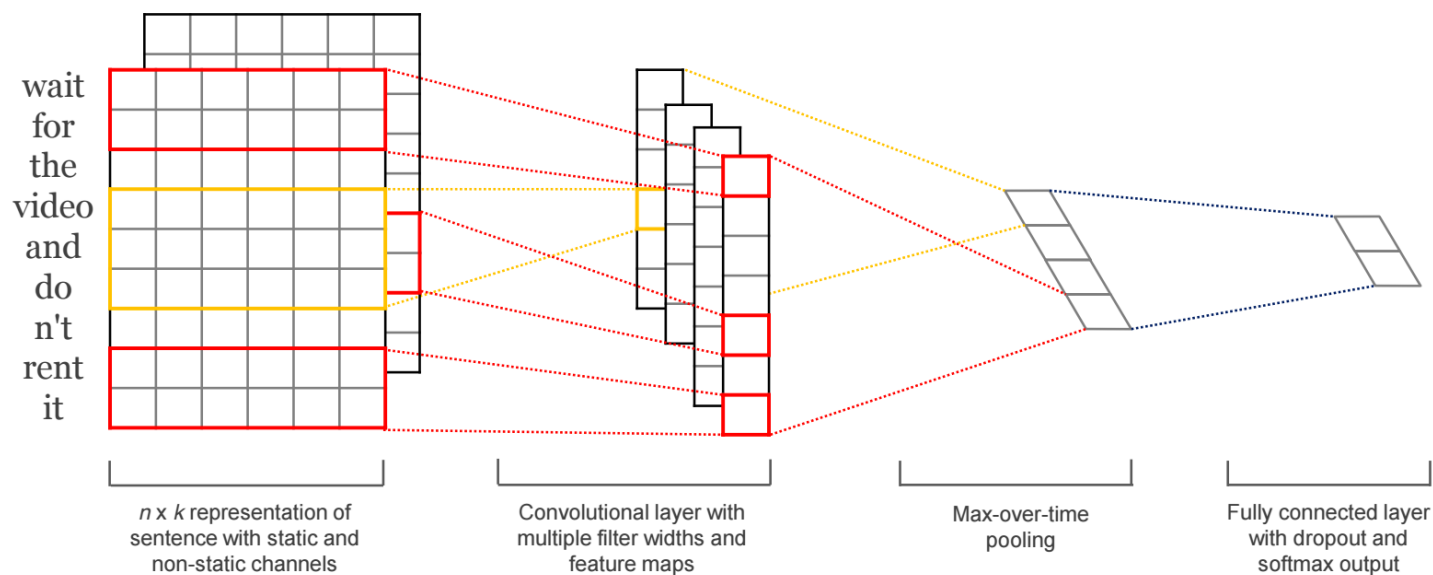 wait
for
the
video
and
do
n't
rent
it
n x k representation of
sentence with static and
non-static channels
Convolutional layer with
multiple filter widths and
feature maps
Max-over-time
pooling
Fully connected layer
with dropout and
softmax output